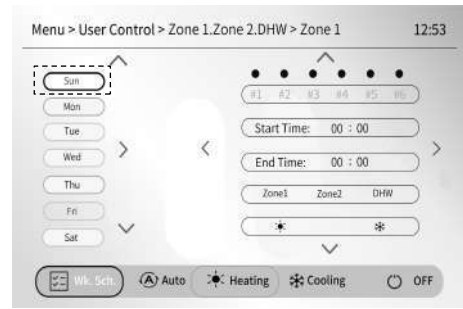 Menu > User Control > Zone 1.Zone 2.DHW > Zone 1 12:53
Sun
Mon
Tue
Wed
Thu
Fri
Sat
#1 #2 #3 #4 #5 #6
Start Time: 00 : 00
End Time: 00 : 00
Zone1 Zone2 DHW
Wk. Sch. Auto Heating Cooling OFF